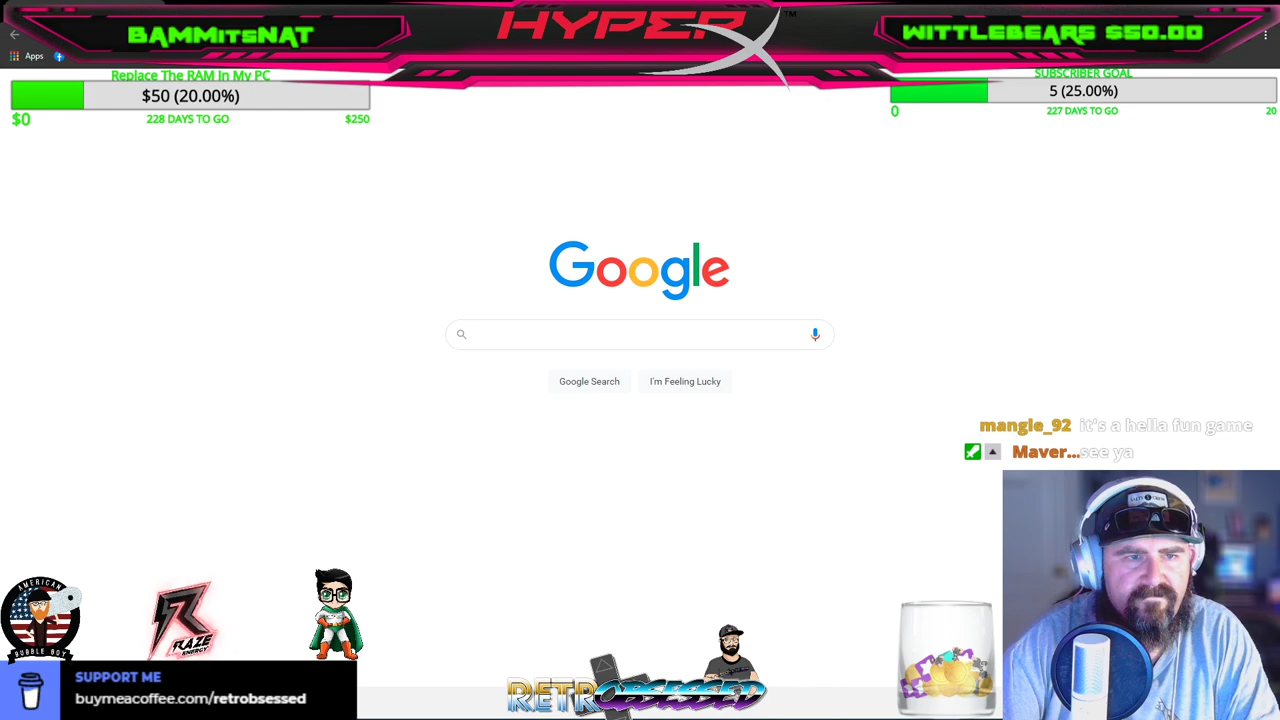 BAMMitsNAT
HYPERX™
WITTLEBEARS $50.00
Apps
Replace The RAM In My PC
$50 (20.00%)
$0
228 DAYS TO GO
$250
SUBSCRIBER GOAL
5 (25.00%)
0
227 DAYS TO GO
20
Google
Google Search
I'm Feeling Lucky
mangle_92 it's a hella fun game
Maver...see ya
AMERICAN
BUBBLE BOY
RAZE
ENERGY
SUPPORT ME
buymeacoffee.com/retrobsessed
RETROBSESSED